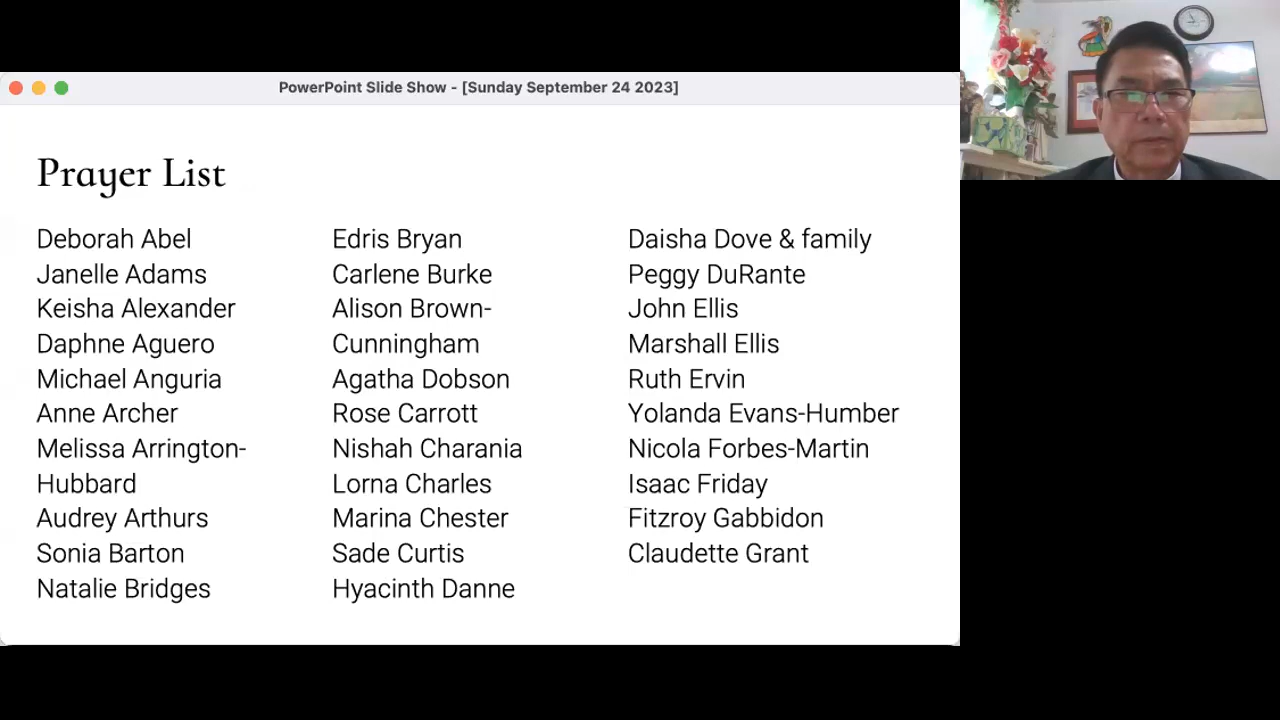 PowerPoint Slide Show - [Sunday September 24 2023]
Prayer List
Deborah Abel
Janelle Adams
Keisha Alexander
Daphne Aguero
Michael Anguria
Anne Archer
Melissa Arrington-
Hubbard
Audrey Arthurs
Sonia Barton
Natalie Bridges
Edris Bryan
Carlene Burke
Alison Brown-
Cunningham
Agatha Dobson
Rose Carrott
Nishah Charania
Lorna Charles
Marina Chester
Sade Curtis
Hyacinth Danne
Daisha Dove & family
Peggy DuRante
John Ellis
Marshall Ellis
Ruth Ervin
Yolanda Evans-Humber
Nicola Forbes-Martin
Isaac Friday
Fitzroy Gabbidon
Claudette Grant